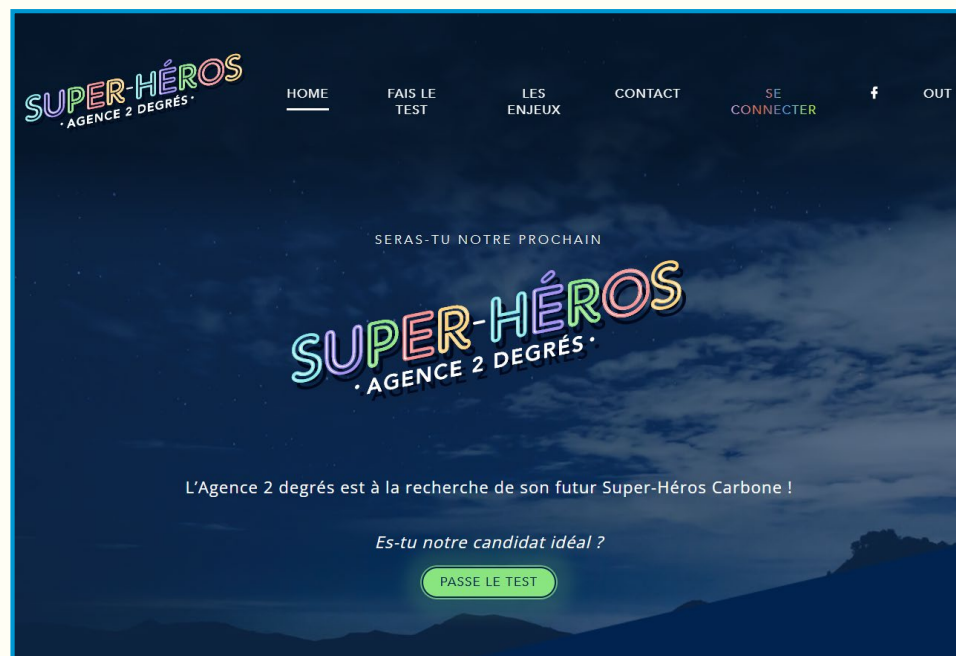 SUPER-HÉROS
· AGENCE 2 DEGRÉS ·
HOME
FAIS LE
TEST
LES
ENJEUX
CONTACT
SE
CONNECTER
f
OUT
SERAS-TU NOTRE PROCHAIN
SUPER-HÉROS
· AGENCE 2 DEGRÉS ·
L’Agence 2 degrés est à la recherche de son futur Super-Héros Carbone !
Es-tu notre candidat idéal ?
PASSE LE TEST